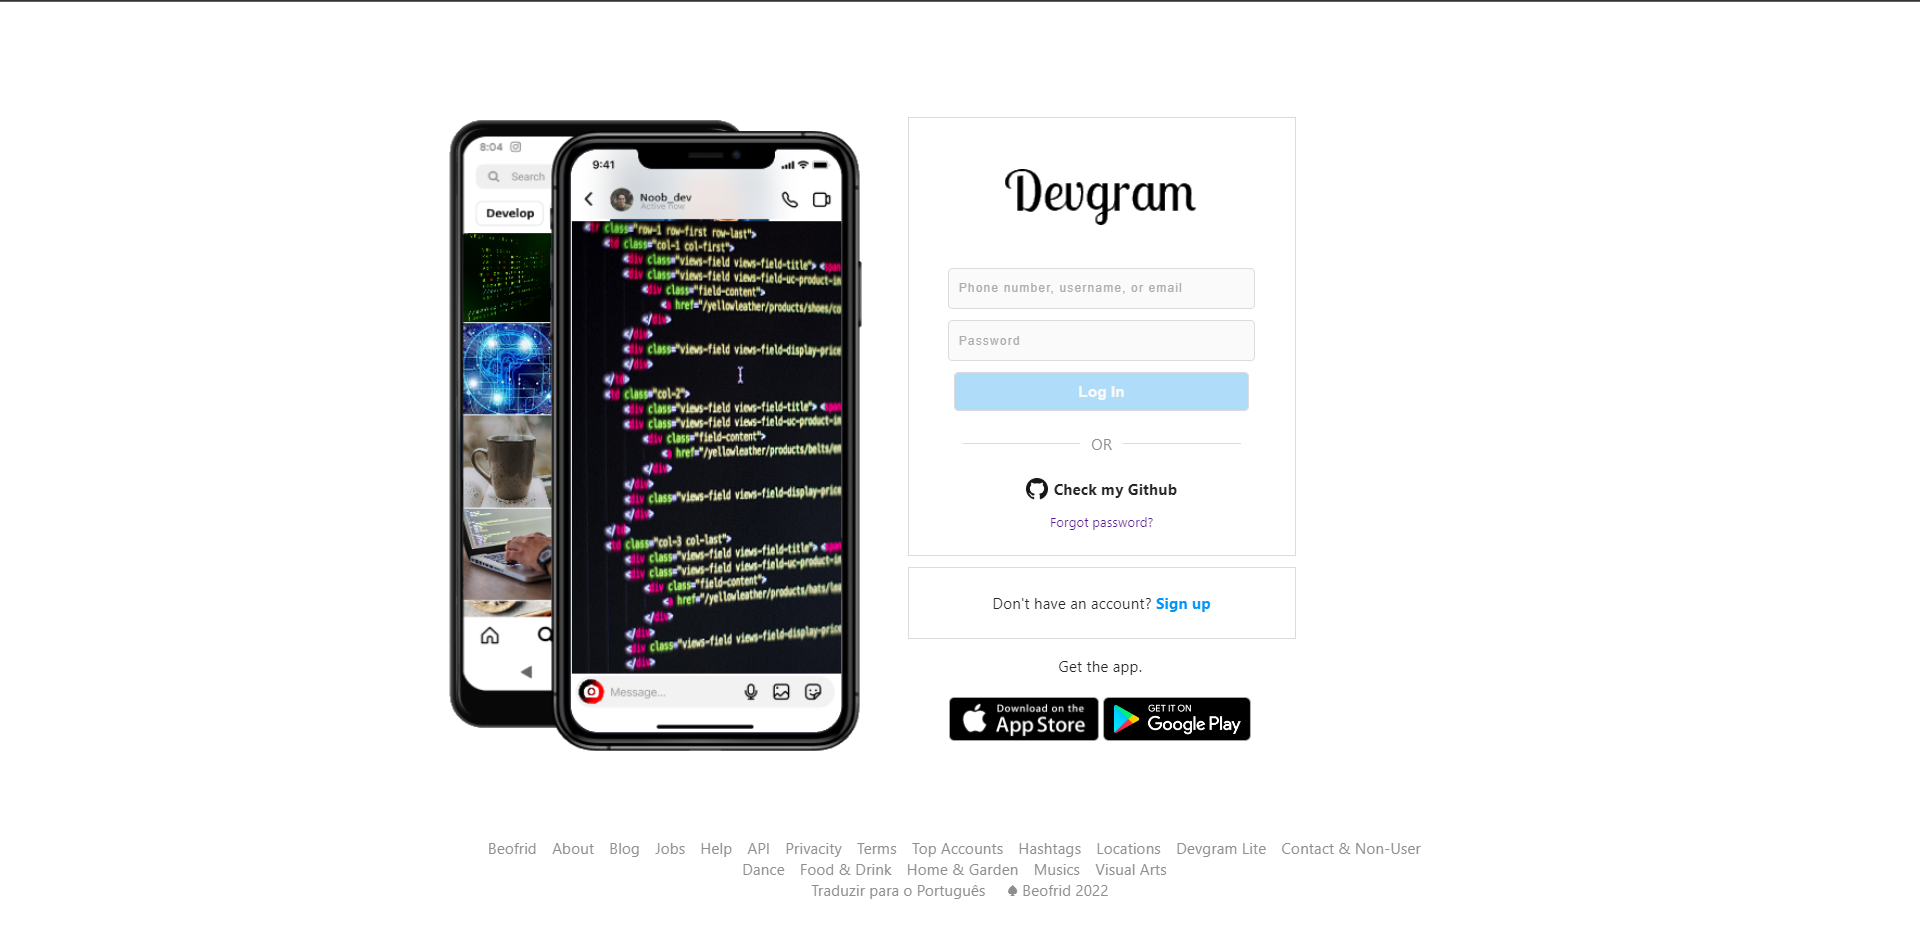 8:04
Search
Develop
9:41
Noob_dev
Active now
<tr class="row-1 row-first row-last">
<td class="col-1 col-first">
<div class="views-field views-field-title"> <span
<div class="views-field views-field-uc-product-im
<div class="field-content">
<a href="/yellowleather/products/shoes/co
</div>
</div>
<div class="views-field views-field-display-price
</div>
</td>
<td class="col-2">
<div class="views-field views-field-title"> <span
<div class="views-field views-field-uc-product-im
<div class="field-content">
<a href="/yellowleather/products/belts/em
</div>
</div>
<div class="views-field views-field-display-price
</div>
</td>
<td class="col-3 col-last">
<div class="views-field views-field-title"> <span
<div class="views-field views-field-uc-product-im
<div class="field-content">
<a href="/yellowleather/products/hats/lea
</div>
</div>
<div class="views-field views-field-display-price
</div>
Message...
Devgram
Phone number, username, or email
Password
Log In
OR
Check my Github
Forgot password?
Don't have an account? Sign up
Get the app.
Download on the
App Store
GET IT ON
Google Play
Beofrid About Blog Jobs Help API Privacity Terms Top Accounts Hashtags Locations Devgram Lite Contact & Non-User
Dance Food & Drink Home & Garden Musics Visual Arts
Traduzir para o Português ♠ Beofrid 2022